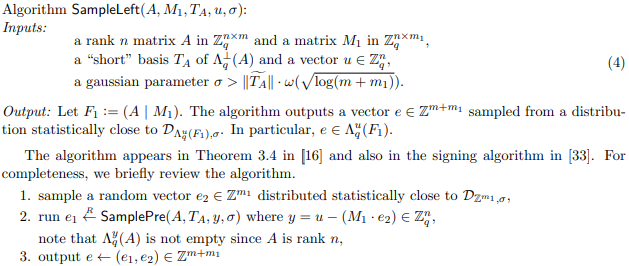 Algorithm SampleLeft(A, M₁, T_A, u, σ):
Inputs:
a rank n matrix A in ℤ_q^{n×m} and a matrix M₁ in ℤ_q^{n×m₁},
a “short” basis T_A of Λ_q^⊥(A) and a vector u ∈ ℤ_q^n, (4)
a gaussian parameter σ > ‖\widetilde{T_A}‖ · ω(√log(m + m₁)).
Output: Let F₁ := (A | M₁). The algorithm outputs a vector e ∈ ℤ^{m+m₁} sampled from a distribu-
tion statistically close to 𝒟_{Λ_q^u(F₁),σ}. In particular, e ∈ Λ_q^u(F₁).
The algorithm appears in Theorem 3.4 in [16] and also in the signing algorithm in [33]. For
completeness, we briefly review the algorithm.
1. sample a random vector e₂ ∈ ℤ^{m₁} distributed statistically close to 𝒟_{ℤ^{m₁},σ},
2. run e₁ \xleftarrow{R} SamplePre(A, T_A, y, σ) where y = u − (M₁ · e₂) ∈ ℤ_q^n,
note that Λ_q^y(A) is not empty since A is rank n,
3. output e ← (e₁, e₂) ∈ ℤ^{m+m₁}